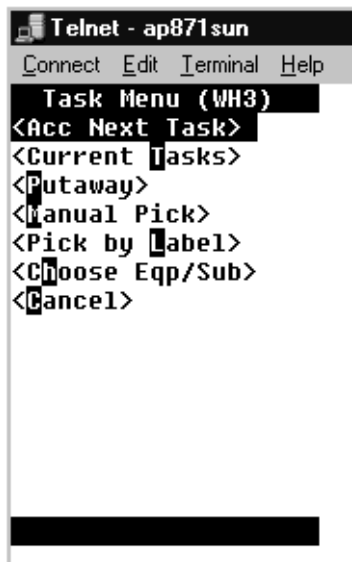 Telnet - ap871sun
Connect Edit Terminal Help
Task Menu (WH3)
<Acc Next Task>
<Current Tasks>
<Putaway>
<Manual Pick>
<Pick by Label>
<Choose Eqp/Sub>
<Cancel>